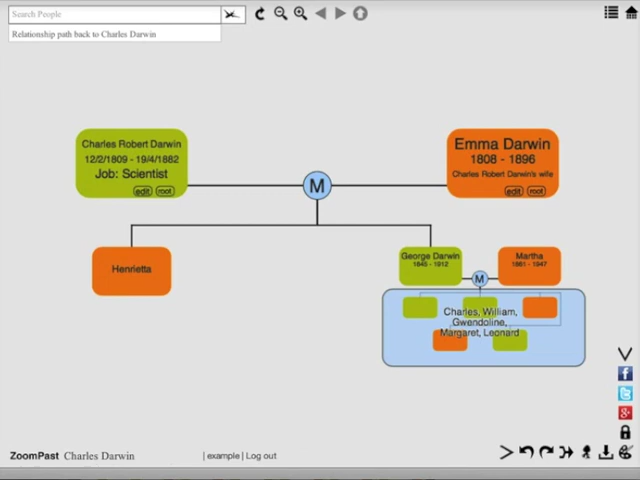 Search People
Relationship path back to Charles Darwin
Charles Robert Darwin
12/2/1809 - 19/4/1882
Job: Scientist
edit root
M
Emma Darwin
1808 - 1896
Charles Robert Darwin's wife
edit root
Henrietta
George Darwin
1845 - 1912
M
Martha
1861 - 1947
Charles, William,
Gwendoline,
Margaret, Leonard
ZoomPast Charles Darwin | example | Log out